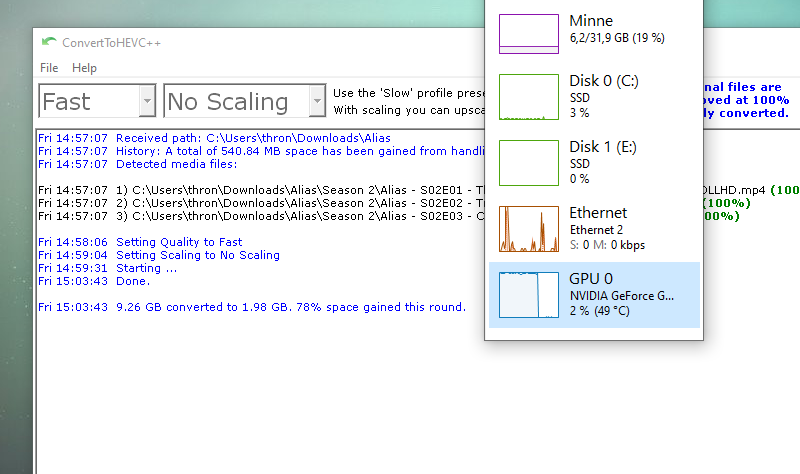 ConvertToHEVC++
File Help
Fast
No Scaling
Use the 'Slow' profile
With scaling you can
nal files are
at 100%
converted.
Fri 14:57:07 Received path: C:\Users\thron\Downloads\Alias
Fri 14:57:07 History: A total of 540.84 MB space has been gained from
Fri 14:57:07 Detected media files:
Fri 14:57:07 1) C:\Users\thron\Downloads\Alias\Season 2\Alias - S02E01 - OLLHD.mp4 (100%
Fri 14:57:07 2) C:\Users\thron\Downloads\Alias\Season 2\Alias - S02E02 - (100%)
Fri 14:57:07 3) C:\Users\thron\Downloads\Alias\Season 2\Alias - S02E03 - 00%)
Fri 14:58:06 Setting Quality to Fast
Fri 14:59:04 Setting Scaling to No Scaling
Fri 14:59:31 Starting ...
Fri 15:03:43 Done.
Fri 15:03:43 9.26 GB converted to 1.98 GB. 78% space gained this round.
Minne
6,2/31,9 GB (19 %)
Disk 0 (C:)
SSD
3 %
Disk 1 (E:)
SSD
0 %
Ethernet
Ethernet 2
S: 0 M: 0 kbps
GPU 0
NVIDIA GeForce G...
2 % (49 °C)